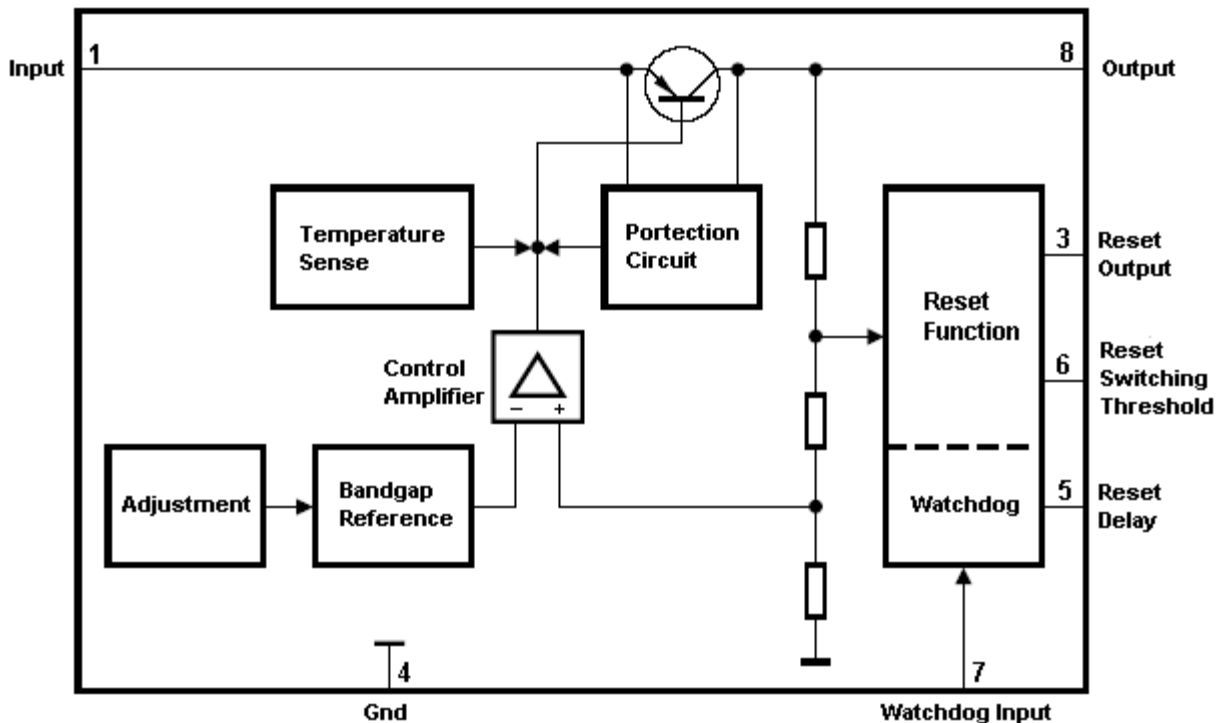 1
8
Input
Output
Temperature
Sense
Portection
Circuit
3
Reset
Output
Reset
Function
Control
Amplifier
− +
6
Reset
Switching
Threshold
Adjustment
Bandgap
Reference
Watchdog
5
Reset
Delay
4
7
Gnd
Watchdog Input